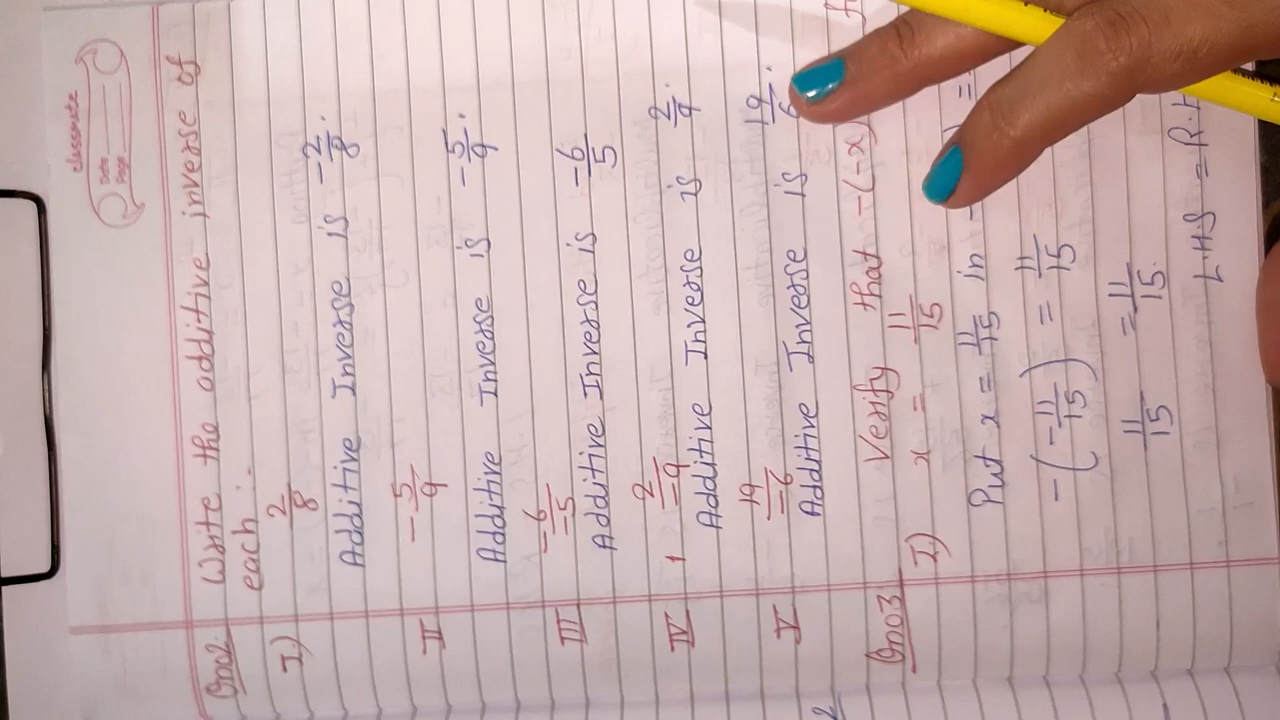 classmate
Date
Page
Qno2. Write the additive inverse of
each :
I) 2/8
Additive Inverse is -2/8.
II -5/9
Additive Inverse is -5/9.
III -6/-5
Additive Inverse is -6/5
IV 2/-9
Additive Inverse is 2/9.
V 19/-6
Additive Inverse is 19/6
Qno3 Verify that -(-x)
I) x = 11/15
Put x = 11/15 in - ) =
-(-11/15) = 11/15
11/15 = 11/15.
L.H.S = R.H